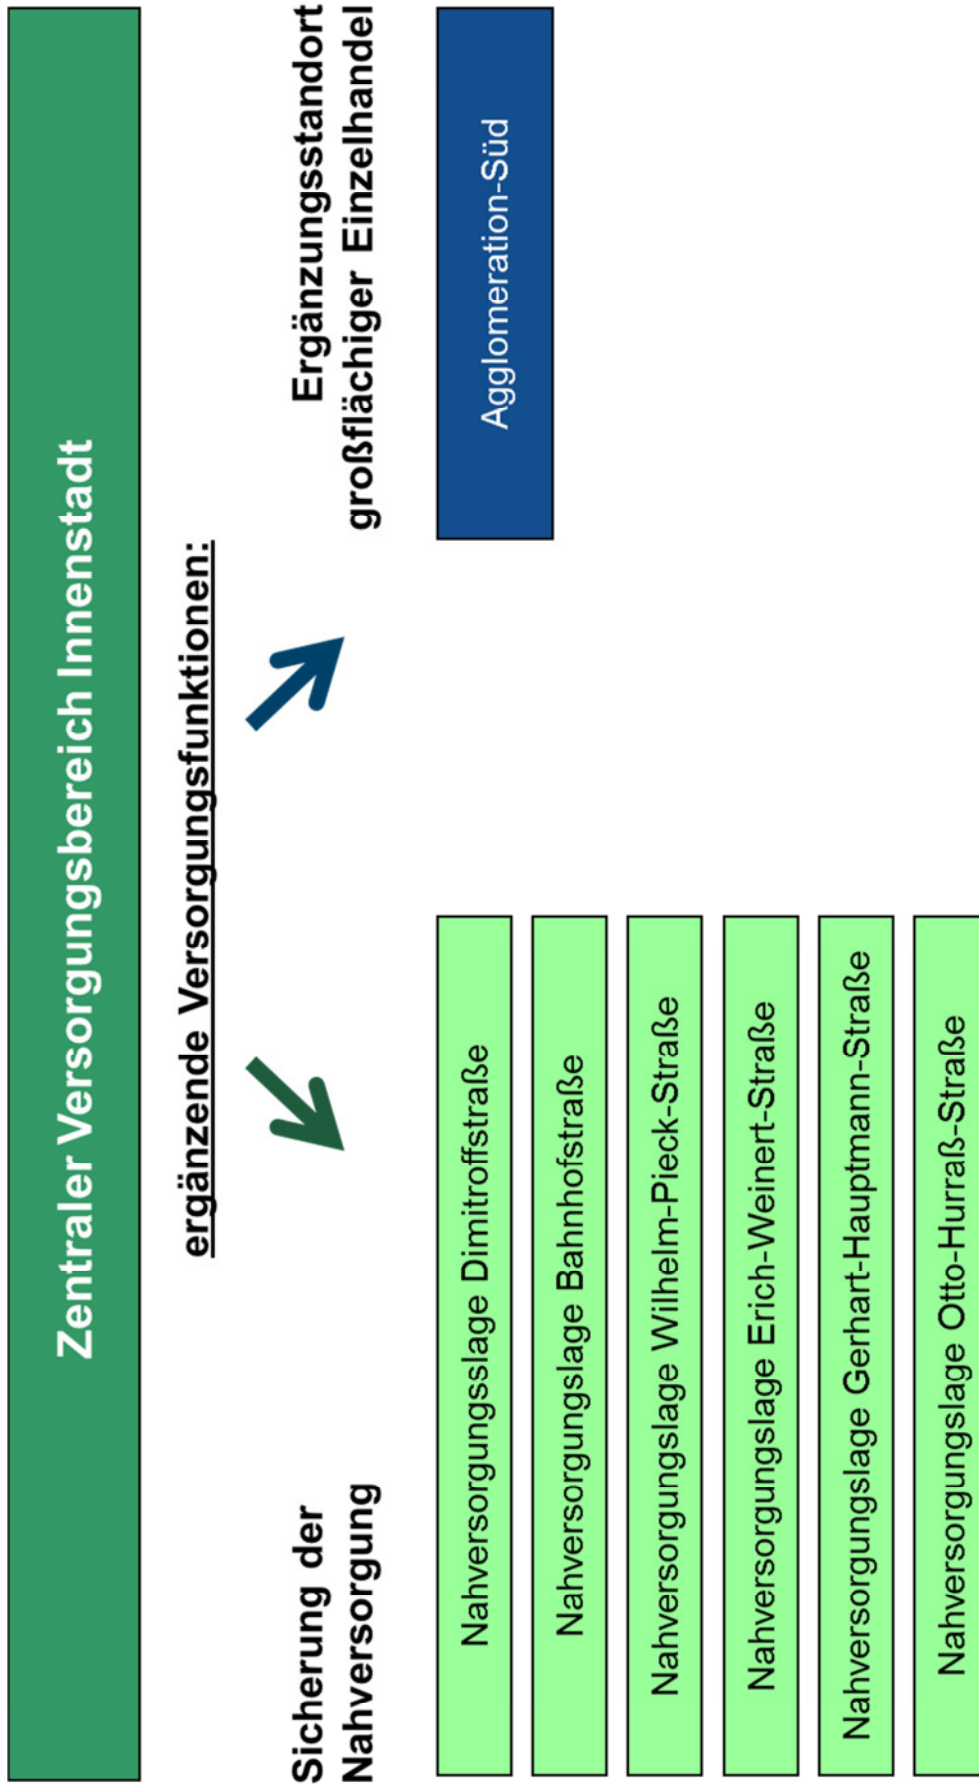 Zentraler Versorgungsbereich Innenstadt
ergänzende Versorgungsfunktionen:
Sicherung der
Nahversorgung
Nahversorgungsslage Dimitroffstraße
Nahversorgungslage Bahnhofstraße
Nahversorgungslage Wilhelm-Pieck-Straße
Nahversorgungslage Erich-Weinert-Straße
Nahversorgungslage Gerhart-Hauptmann-Straße
Nahversorgungslage Otto-Hurraß-Straße
Ergänzungsstandort
großflächiger Einzelhandel
Agglomeration-Süd